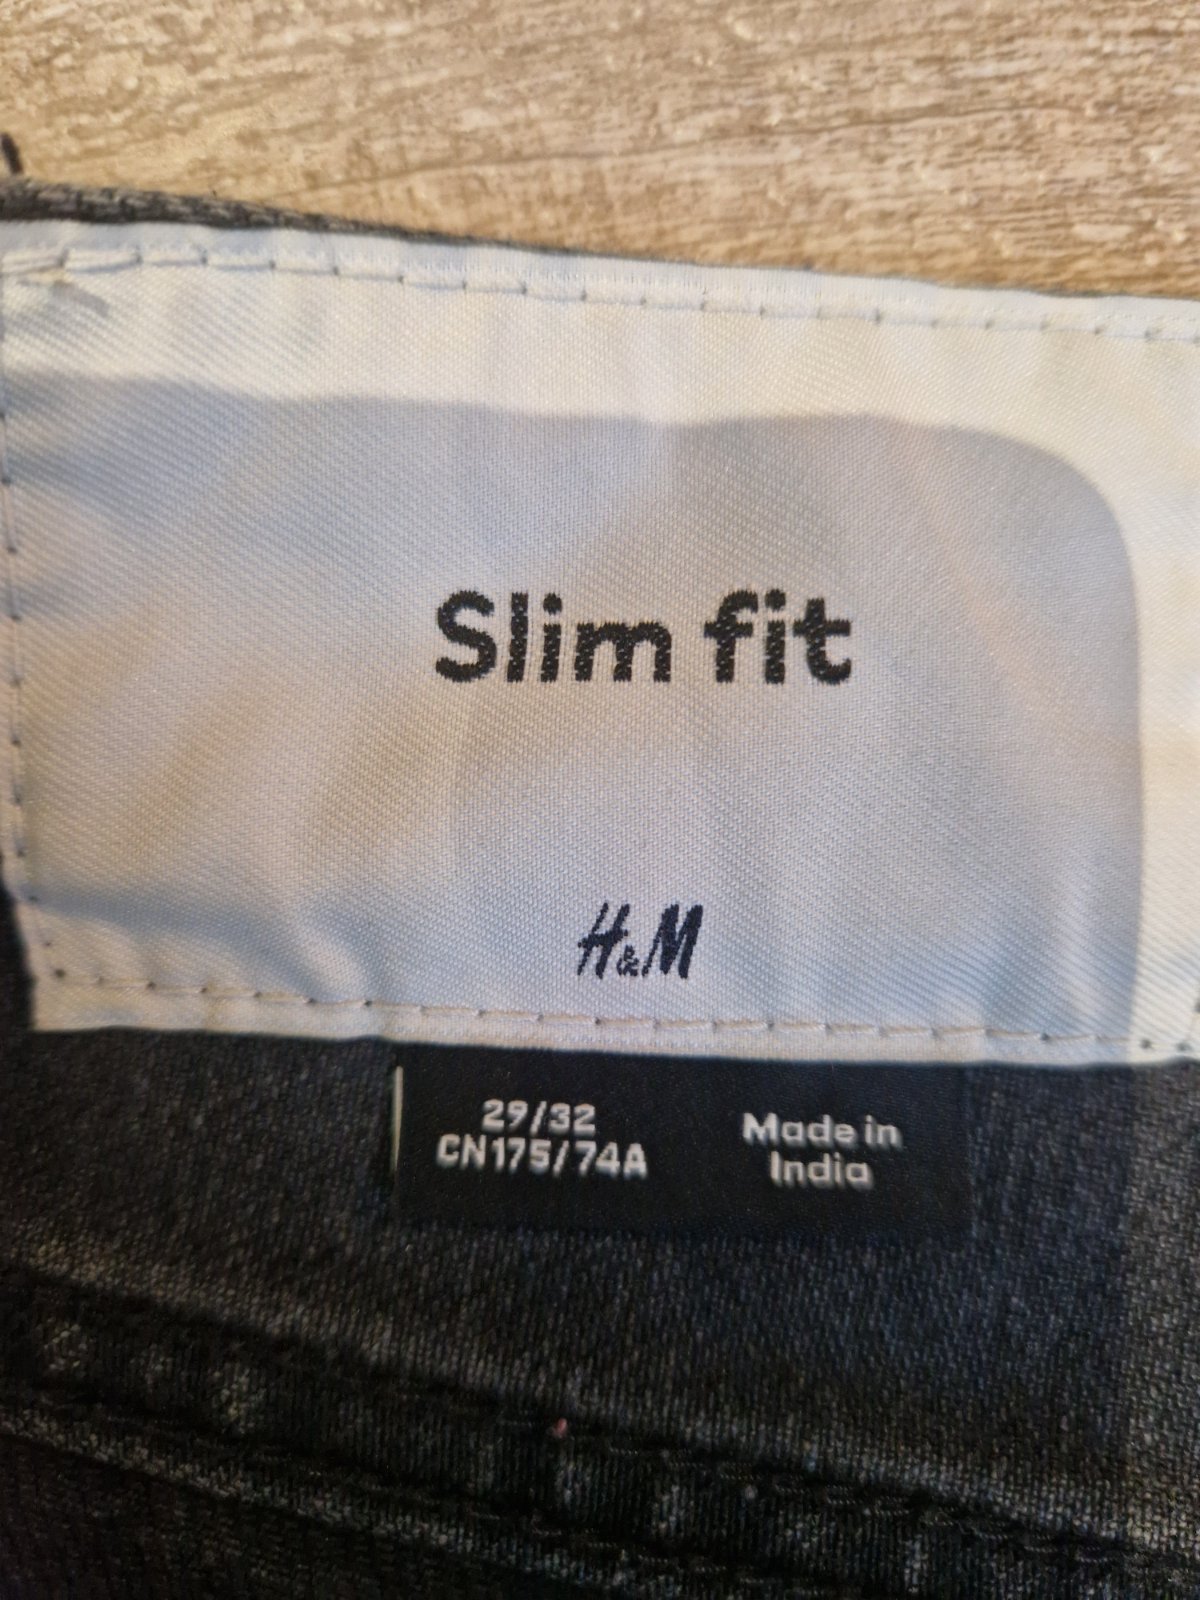 Slim fit
H&M
29/32
CN175/74A
Made in
India